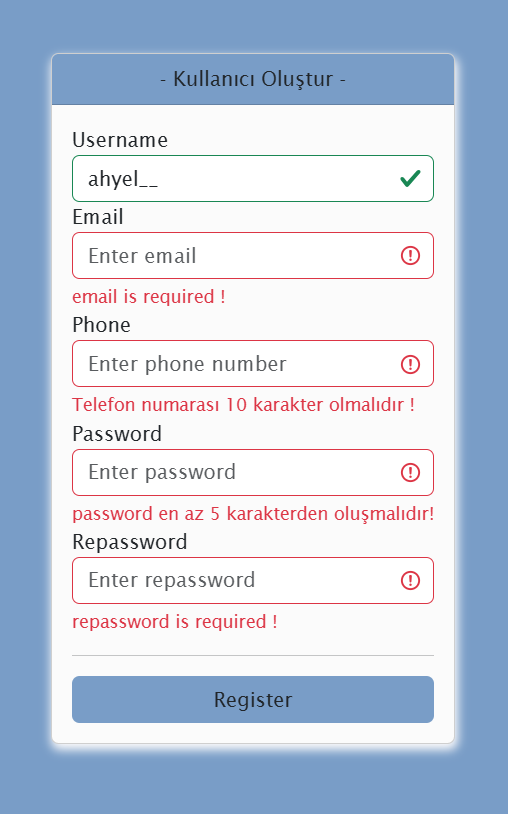 - Kullanıcı Oluştur -
Username
ahyel__
Email
Enter email
email is required !
Phone
Enter phone number
Telefon numarası 10 karakter olmalıdır !
Password
Enter password
password en az 5 karakterden oluşmalıdır!
Repassword
Enter repassword
repassword is required !
Register